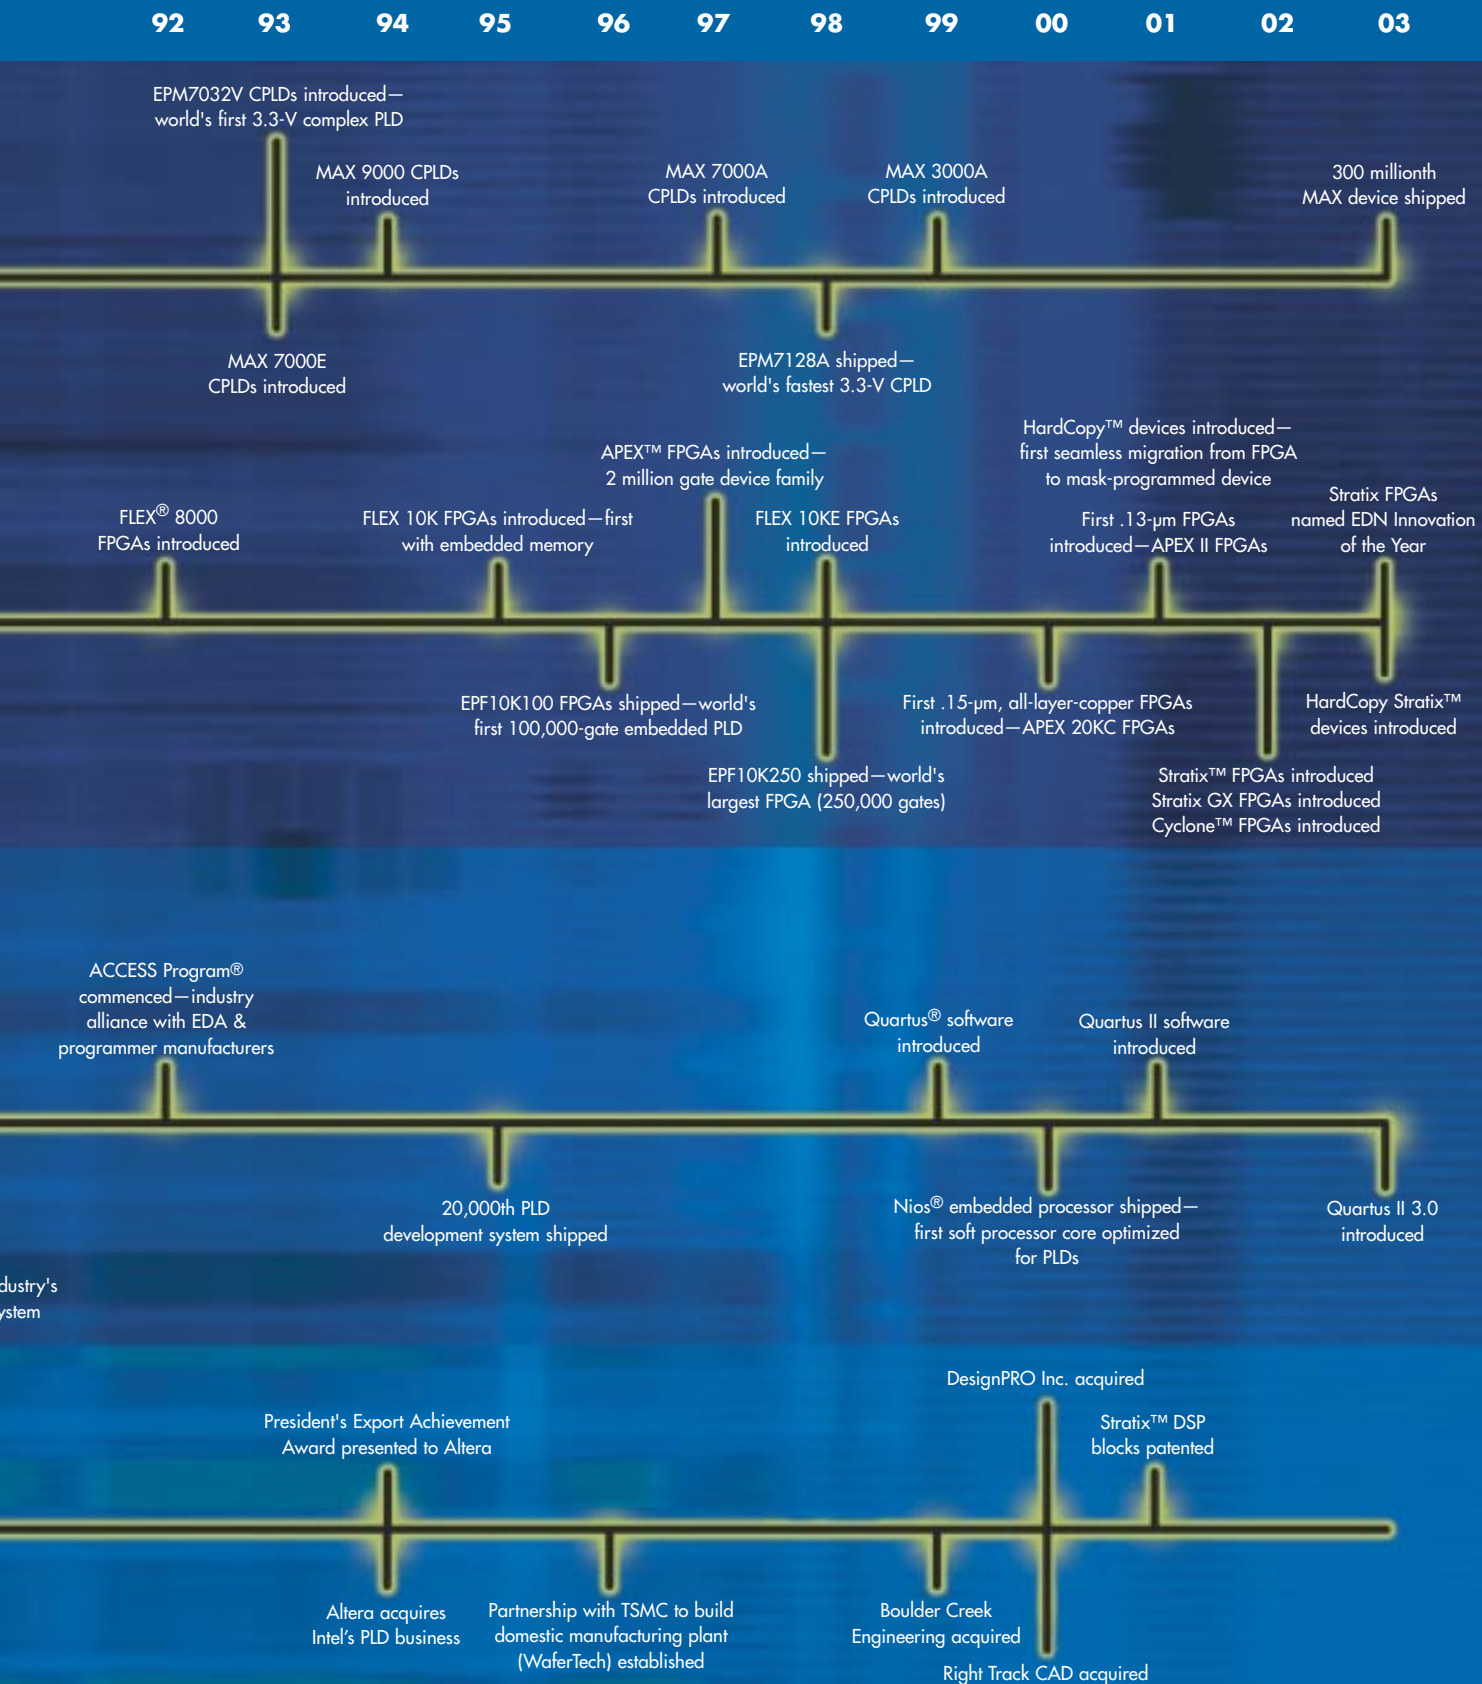 92 93 94 95 96 97 98 99 00 01 02 03
EPM7032V CPLDs introduced—
world's first 3.3-V complex PLD
MAX 9000 CPLDs
introduced
MAX 7000A
CPLDs introduced
MAX 3000A
CPLDs introduced
300 millionth
MAX device shipped
MAX 7000E
CPLDs introduced
EPM7128A shipped—
world's fastest 3.3-V CPLD
FLEX® 8000
FPGAs introduced
FLEX 10K FPGAs introduced—first
with embedded memory
APEX™ FPGAs introduced—
2 million gate device family
FLEX 10KE FPGAs
introduced
HardCopy™ devices introduced—
first seamless migration from FPGA
to mask-programmed device
First .13-µm FPGAs
introduced—APEX II FPGAs
Stratix FPGAs
named EDN Innovation
of the Year
EPF10K100 FPGAs shipped—world's
first 100,000-gate embedded PLD
EPF10K250 shipped—world's
largest FPGA (250,000 gates)
First .15-µm, all-layer-copper FPGAs
introduced—APEX 20KC FPGAs
Stratix™ FPGAs introduced
Stratix GX FPGAs introduced
Cyclone™ FPGAs introduced
HardCopy Stratix™
devices introduced
ACCESS Program®
commenced—industry
alliance with EDA &
programmer manufacturers
Quartus® software
introduced
Quartus II software
introduced
20,000th PLD
development system shipped
Nios® embedded processor shipped—
first soft processor core optimized
for PLDs
Quartus II 3.0
introduced
dustry's
ystem
President's Export Achievement
Award presented to Altera
DesignPRO Inc. acquired
Stratix™ DSP
blocks patented
Altera acquires
Intel's PLD business
Partnership with TSMC to build
domestic manufacturing plant
(WaferTech) established
Boulder Creek
Engineering acquired
Right Track CAD acquired